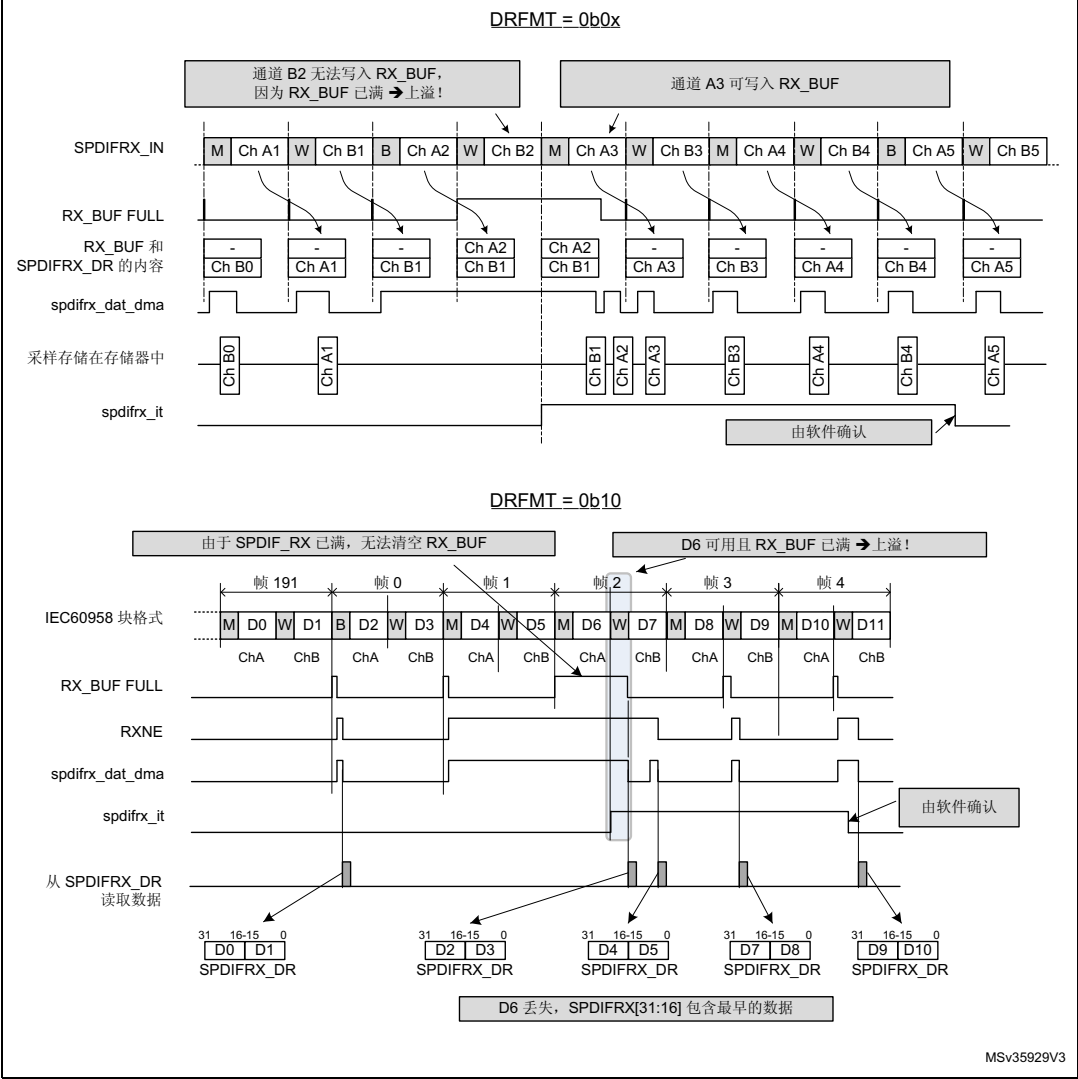 DRFMT = 0b0x
通道 B2 无法写入 RX_BUF，
因为 RX_BUF 已满 ➔上溢！
通道 A3 可写入 RX_BUF
SPDIFRX_IN
M Ch A1 W Ch B1 B Ch A2 W Ch B2 M Ch A3 W Ch B3 M Ch A4 W Ch B4 B Ch A5 W Ch B5
RX_BUF FULL
RX_BUF 和
SPDIFRX_DR 的内容
- - - Ch A2 Ch A2 - - - - -
Ch B0 Ch A1 Ch B1 Ch B1 Ch B1 Ch A3 Ch B3 Ch A4 Ch B4 Ch A5
spdifrx_dat_dma
采样存储在存储器中
Ch B0 Ch A1 Ch B1 Ch A2 Ch A3 Ch B3 Ch A4 Ch B4 Ch A5
spdifrx_it
由软件确认
DRFMT = 0b10
由于 SPDIF_RX 已满，无法清空 RX_BUF
D6 可用且 RX_BUF 已满 ➔上溢！
帧 191 帧 0 帧 1 帧 2 帧 3 帧 4
IEC60958 块格式
M D0 W D1 B D2 W D3 M D4 W D5 M D6 W D7 M D8 W D9 M D10 W D11
ChA ChB ChA ChB ChA ChB ChA ChB ChA ChB ChA ChB
RX_BUF FULL
RXNE
spdifrx_dat_dma
spdifrx_it
由软件确认
从 SPDIFRX_DR
读取数据
31 16-15 0 31 16-15 0 31 16-15 0 31 16-15 0 31 16-15 0
D0 D1 D2 D3 D4 D5 D7 D8 D9 D10
SPDIFRX_DR SPDIFRX_DR SPDIFRX_DR SPDIFRX_DR SPDIFRX_DR
D6 丢失，SPDIFRX[31:16] 包含最早的数据
MSv35929V3